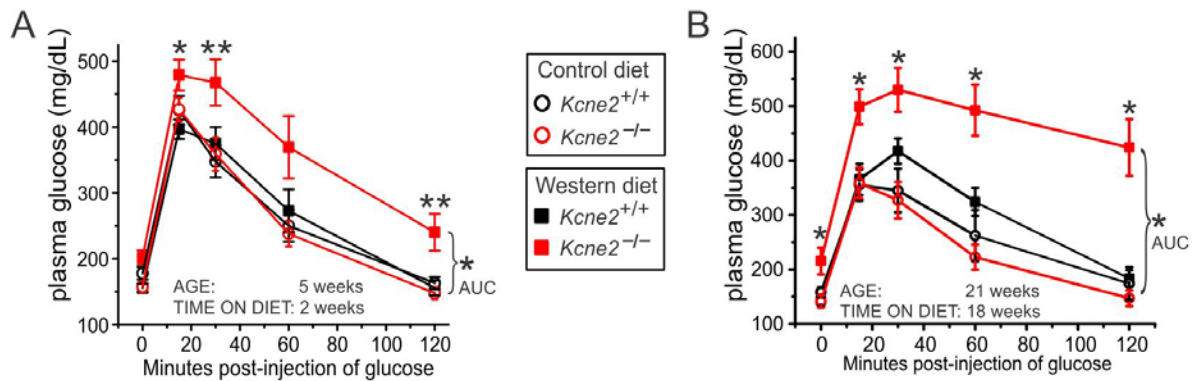 A
plasma glucose (mg/dL)
500
400
300
200
100
* ** ** * AUC
AGE: 5 weeks
TIME ON DIET: 2 weeks
0 20 40 60 80 100 120
Minutes post-injection of glucose
Control diet
Kcne2+/+
Kcne2−/−
Western diet
Kcne2+/+
Kcne2−/−
B
plasma glucose (mg/dL)
600
500
400
300
200
100
* * * * * * AUC
AGE: 21 weeks
TIME ON DIET: 18 weeks
0 20 40 60 80 100 120
Minutes post-injection of glucose